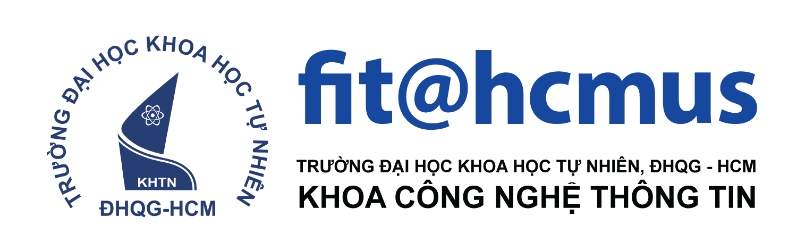 TRƯỜNG ĐẠI HỌC KHOA HỌC TỰ NHIÊN
KHTN
ĐHQG-HCM
fit@hcmus
TRƯỜNG ĐẠI HỌC KHOA HỌC TỰ NHIÊN, ĐHQG - HCM
KHOA CÔNG NGHỆ THÔNG TIN